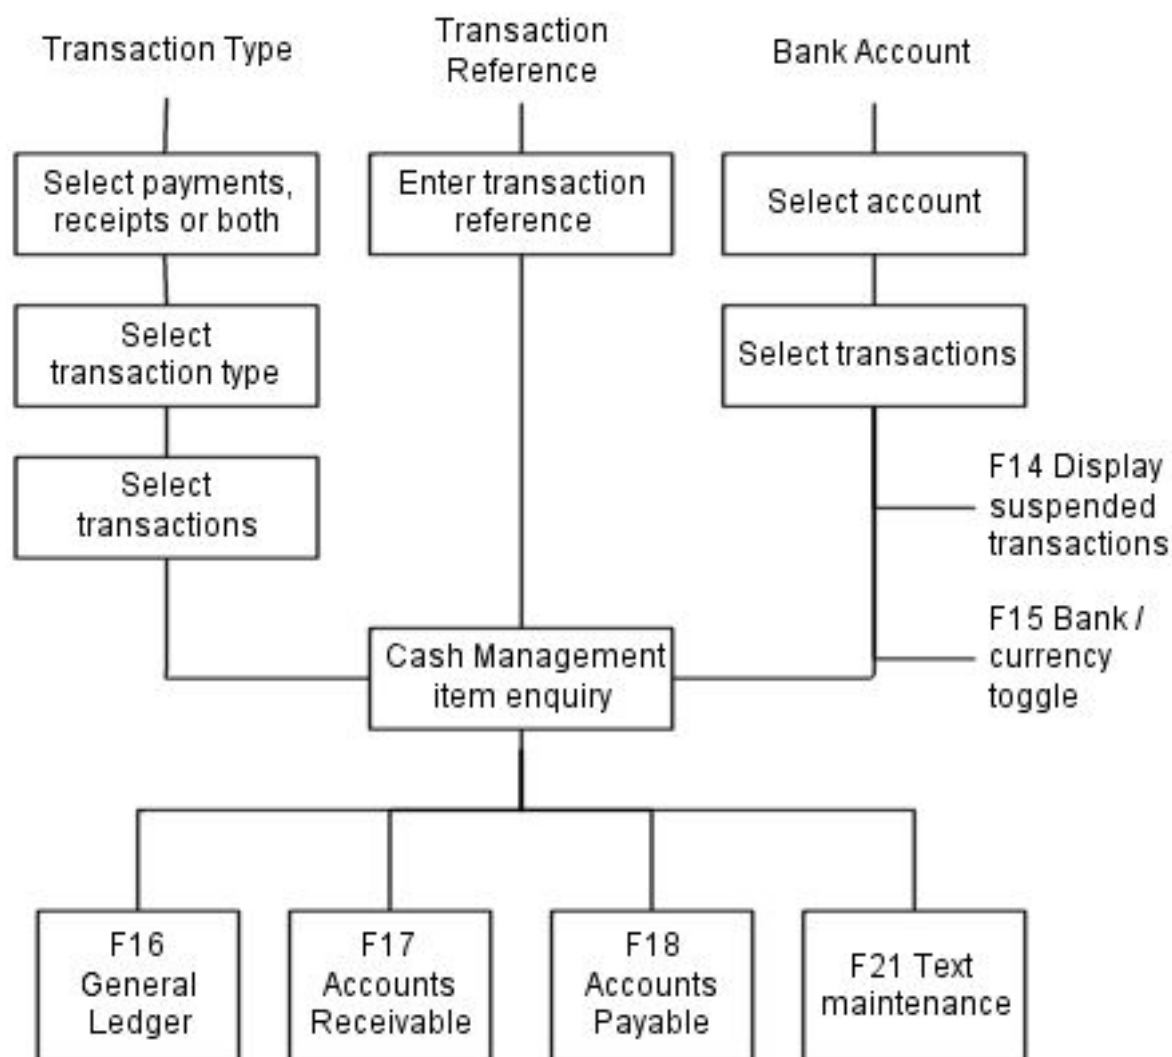 Transaction Type
Transaction
Reference
Bank Account
Select payments,
receipts or both
Enter transaction
reference
Select account
Select
transaction type
Select transactions
Select
transactions
F14 Display
suspended
transactions
F15 Bank /
currency
toggle
Cash Management
item enquiry
F16
General
Ledger
F17
Accounts
Receivable
F18
Accounts
Payable
F21 Text
maintenance